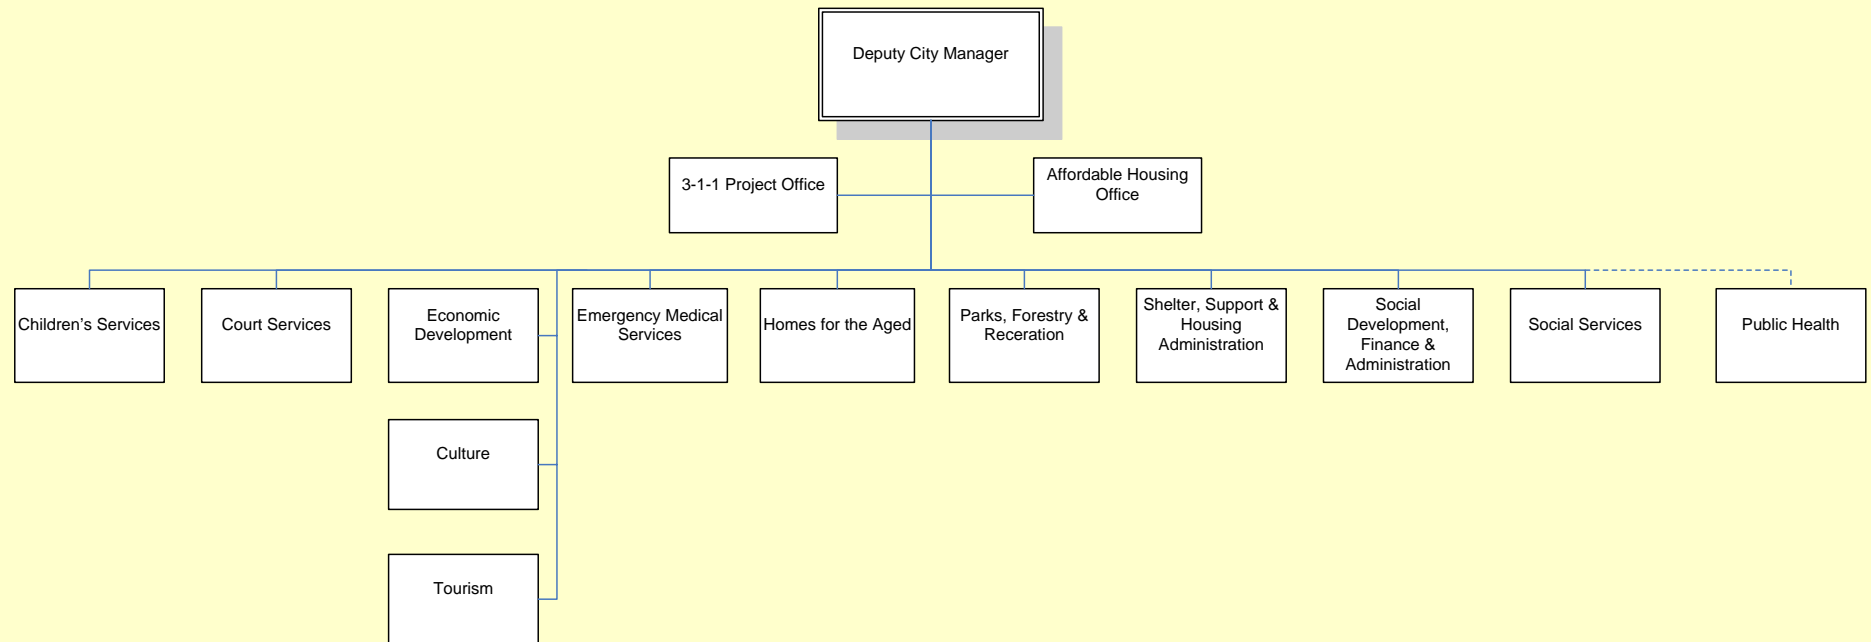 Deputy City Manager
3-1-1 Project Office
Affordable Housing
Office
Children's Services
Court Services
Economic
Development
Emergency Medical
Services
Homes for the Aged
Parks, Forestry &
Receration
Shelter, Support &
Housing
Administration
Social
Development,
Finance &
Administration
Social Services
Public Health
Culture
Tourism